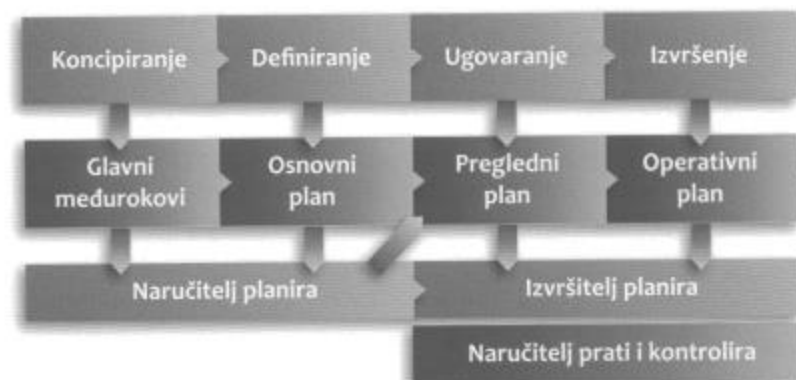 Koncipiranje
Definiranje
Ugovaranje
Izvršenje
Glavni
međurokovi
Osnovni
plan
Pregledni
plan
Operativni
plan
Naručitelj planira
Izvršitelj planira
Naručitelj prati i kontrolira